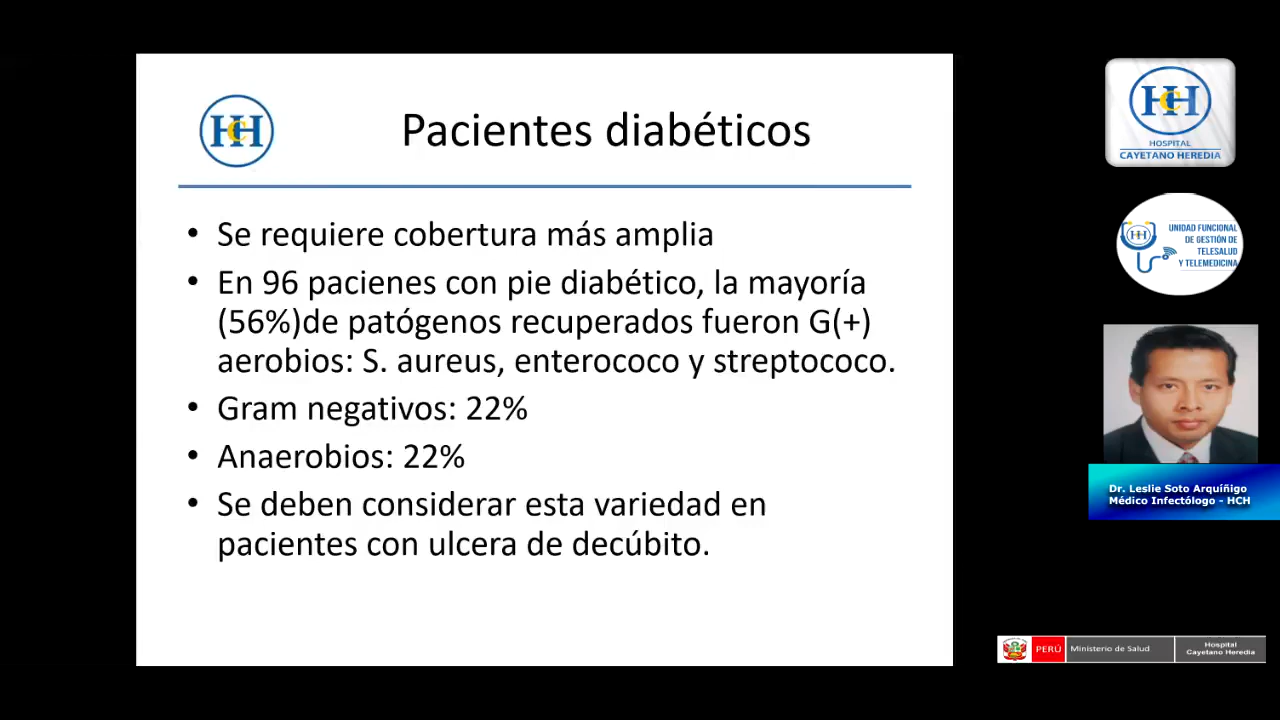 HCH
Pacientes diabéticos
• Se requiere cobertura más amplia
• En 96 pacienes con pie diabético, la mayoría
(56%)de patógenos recuperados fueron G(+)
aerobios: S. aureus, enterococo y streptococo.
• Gram negativos: 22%
• Anaerobios: 22%
• Se deben considerar esta variedad en
pacientes con ulcera de decúbito.
HCH
HOSPITAL
CAYETANO HEREDIA
HCH
UNIDAD FUNCIONAL
DE GESTIÓN DE
TELESALUD
Y TELEMEDICINA
Dr. Leslie Soto Arquíñigo
Médico Infectólogo - HCH
PERÚ
Ministerio de Salud
Hospital
Cayetano Heredia